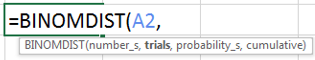 =BINOMDIST(A2,
BINOMDIST(number_s, trials, probability_s, cumulative)